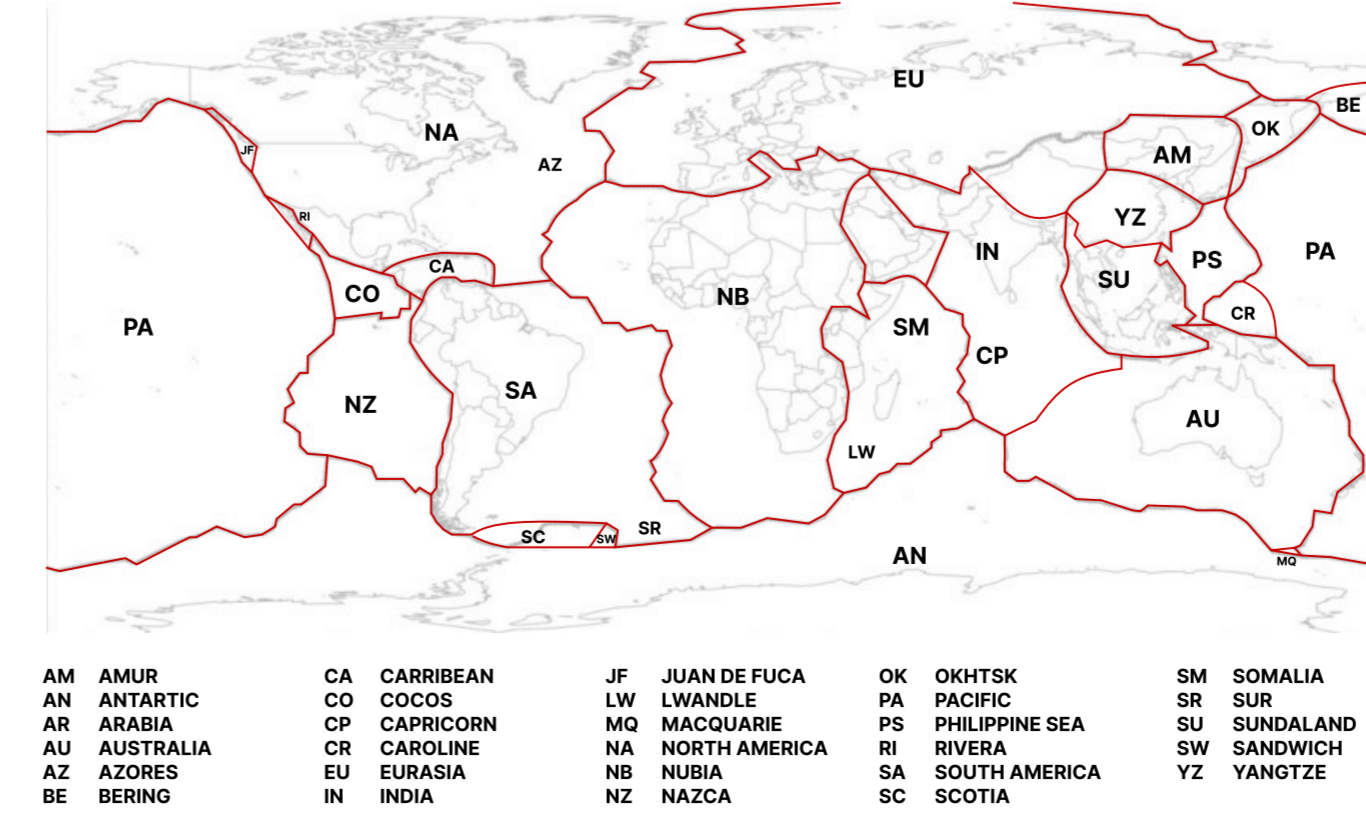 EU
BE
OK
NA
JF
AM
AZ
RI
YZ
IN
PA
PS
CA
SU
CO
NB
CR
PA
SM
CP
SA
NZ
AU
LW
SR
SC
SW
AN
MQ
AM AMUR
AN ANTARTIC
AR ARABIA
AU AUSTRALIA
AZ AZORES
BE BERING
CA CARRIBEAN
CO COCOS
CP CAPRICORN
CR CAROLINE
EU EURASIA
IN INDIA
JF JUAN DE FUCA
LW LWANDLE
MQ MACQUARIE
NA NORTH AMERICA
NB NUBIA
NZ NAZCA
OK OKHTSK
PA PACIFIC
PS PHILIPPINE SEA
RI RIVERA
SA SOUTH AMERICA
SC SCOTIA
SM SOMALIA
SR SUR
SU SUNDALAND
SW SANDWICH
YZ YANGTZE